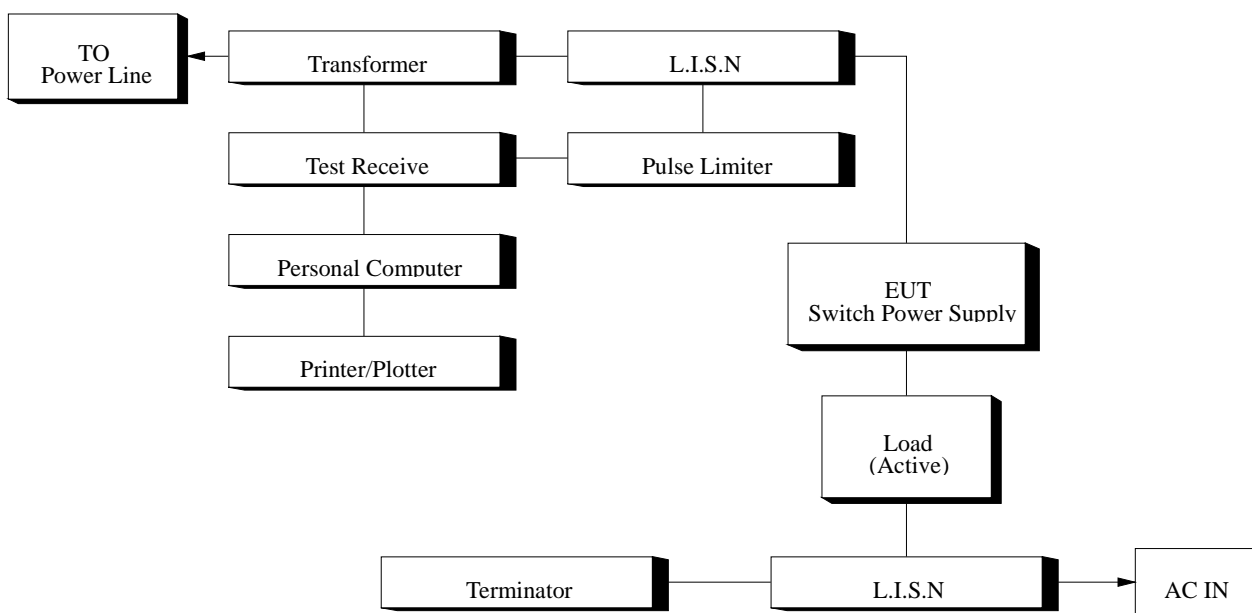 TO
Power Line
Transformer
L.I.S.N
Test Receive
Pulse Limiter
Personal Computer
EUT
Switch Power Supply
Printer/Plotter
Load
(Active)
Terminator
L.I.S.N
AC IN